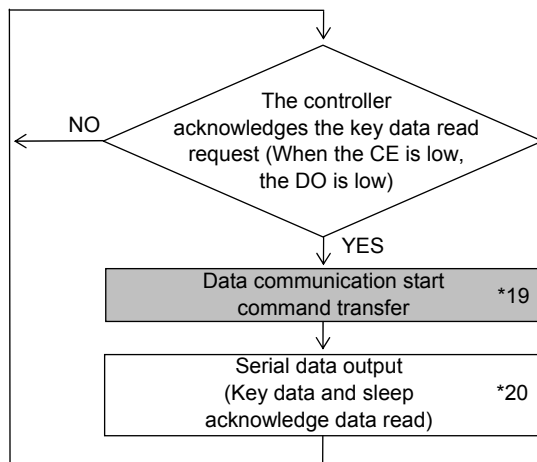 The controller
acknowledges the key data read
request (When the CE is low,
the DO is low)
NO
YES
Data communication start
command transfer
*19
Serial data output
(Key data and sleep
acknowledge data read)
*20